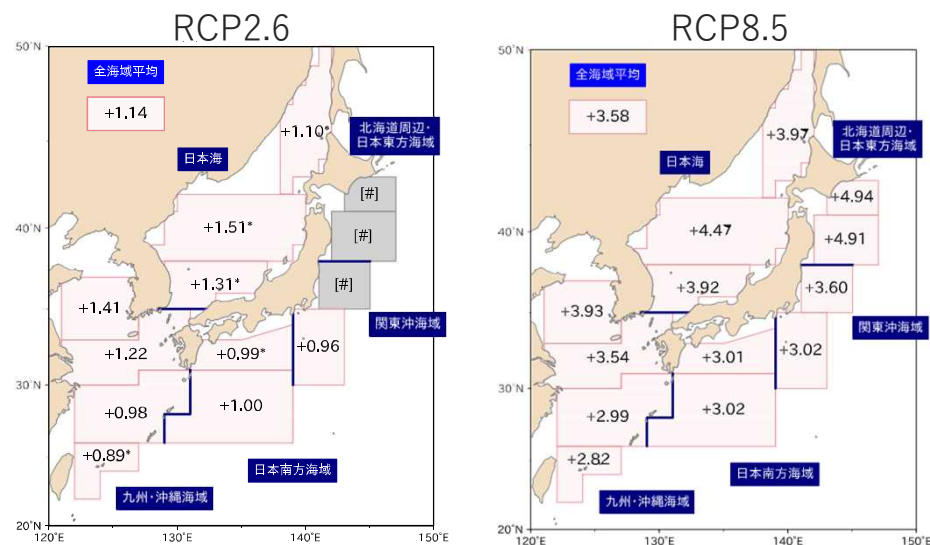 RCP2.6
50°N
全海域平均
+1.14
+1.10*
北海道周辺・
日本東方海域
日本海
[#]
40°N
+1.51*
[#]
+1.31*
[#]
+1.41
関東沖海域
+1.22
+0.99*
+0.96
30°N
+0.98
+1.00
+0.89*
日本南方海域
九州・沖縄海域
20°N
120°E
130°E
140°E
150°E
RCP8.5
50°N
全海域平均
+3.58
+3.97
北海道周辺・
日本東方海域
日本海
+4.94
40°N
+4.47
+4.91
+3.92
+3.60
+3.93
関東沖海域
+3.54
+3.01
+3.02
30°N
+2.99
+3.02
+2.82
日本南方海域
九州・沖縄海域
20°N
120°E
130°E
140°E
150°E